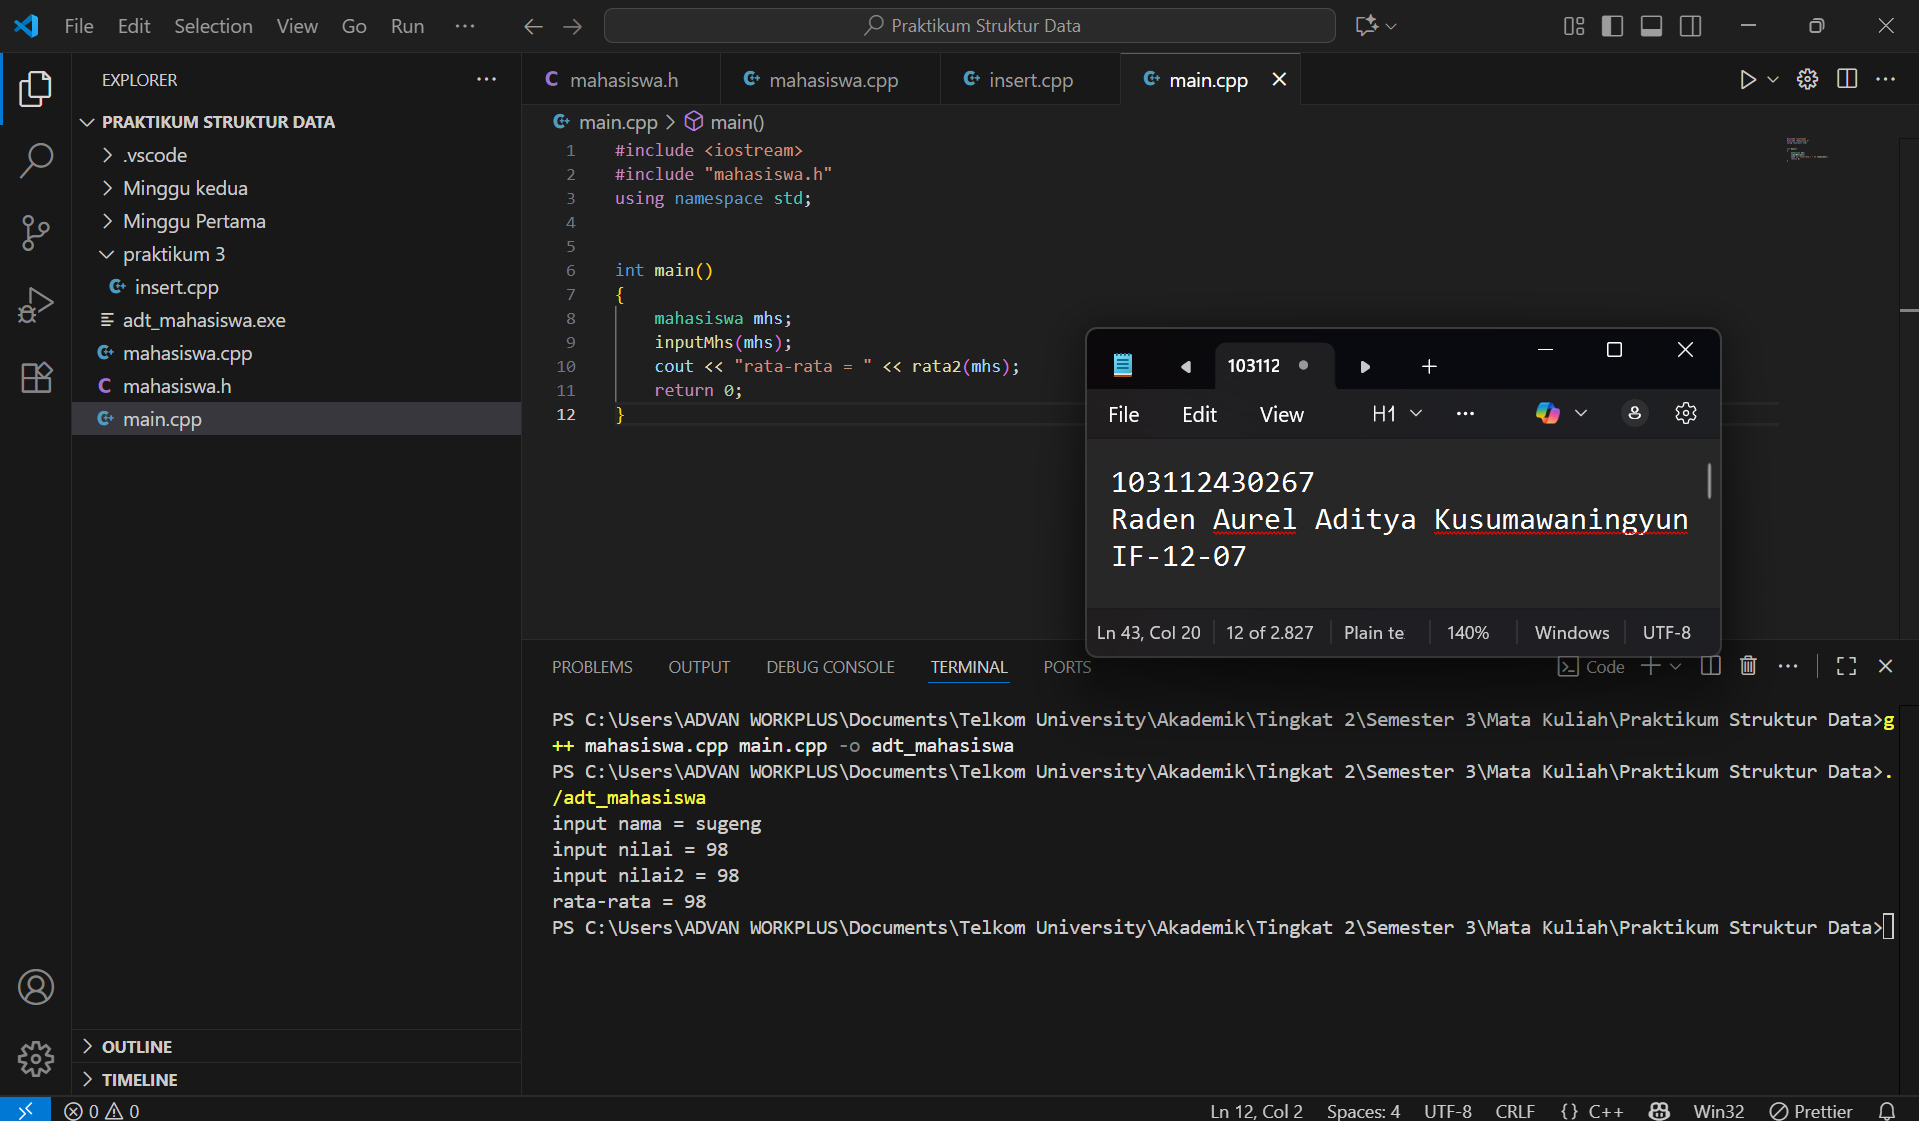 File Edit Selection View Go Run ···
Praktikum Struktur Data
EXPLORER ···
PRAKTIKUM STRUKTUR DATA
.vscode
Minggu kedua
Minggu Pertama
praktikum 3
insert.cpp
adt_mahasiswa.exe
mahasiswa.cpp
C mahasiswa.h
main.cpp
OUTLINE
TIMELINE
C mahasiswa.h
mahasiswa.cpp
insert.cpp
main.cpp
main.cpp > main()
1 #include <iostream>
2 #include "mahasiswa.h"
3 using namespace std;
4
5
6 int main()
7 {
8 mahasiswa mhs;
9 inputMhs(mhs);
10 cout << "rata-rata = " << rata2(mhs);
11 return 0;
12 }
103112
File Edit View H1 ···
103112430267
Raden Aurel Aditya Kusumawaningyun
IF-12-07
Ln 43, Col 20 12 of 2.827 Plain te 140% Windows UTF-8
PROBLEMS OUTPUT DEBUG CONSOLE TERMINAL PORTS Code
PS C:\Users\ADVAN WORKPLUS\Documents\Telkom University\Akademik\Tingkat 2\Semester 3\Mata Kuliah\Praktikum Struktur Data>g
++ mahasiswa.cpp main.cpp -o adt_mahasiswa
PS C:\Users\ADVAN WORKPLUS\Documents\Telkom University\Akademik\Tingkat 2\Semester 3\Mata Kuliah\Praktikum Struktur Data>.
/adt_mahasiswa
input nama = sugeng
input nilai = 98
input nilai2 = 98
rata-rata = 98
PS C:\Users\ADVAN WORKPLUS\Documents\Telkom University\Akademik\Tingkat 2\Semester 3\Mata Kuliah\Praktikum Struktur Data>
0 0 Ln 12, Col 2 Spaces: 4 UTF-8 CRLF {} C++ Win32 Prettier